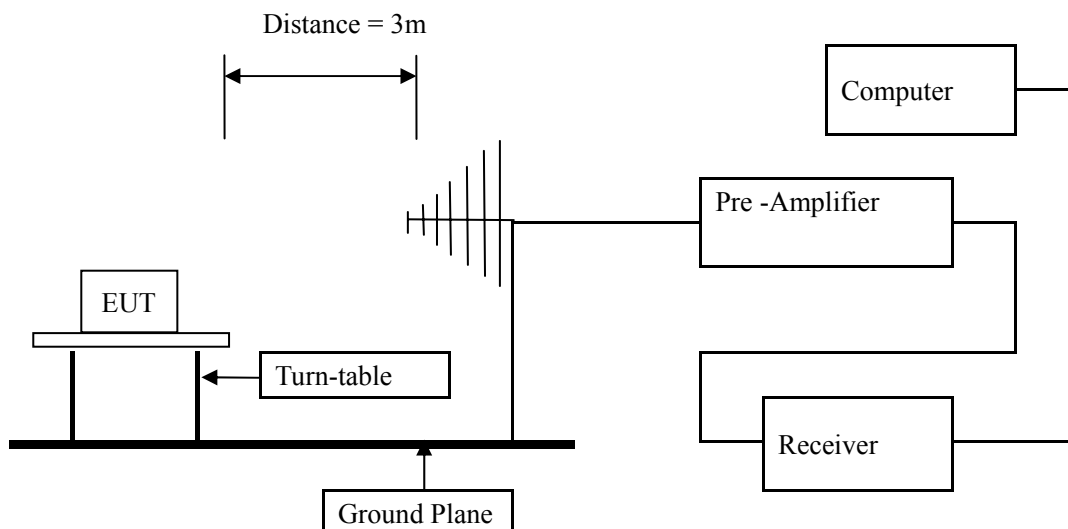 Distance = 3m
Computer
Pre -Amplifier
EUT
Turn-table
Receiver
Ground Plane